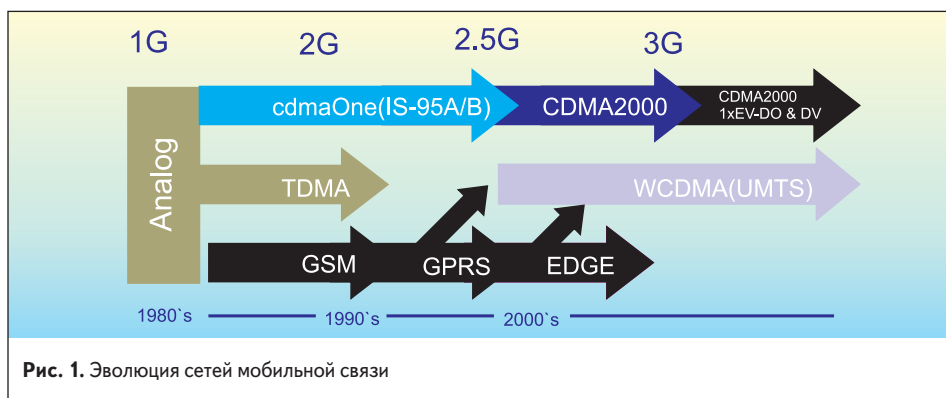 1G
2G
2.5G
3G
Analog
cdmaOne(IS-95A/B)
CDMA2000
CDMA2000
1xEV-DO & DV
TDMA
WCDMA(UMTS)
GSM
GPRS
EDGE
1980`s
1990`s
2000`s
Рис. 1. Эволюция сетей мобильной связи